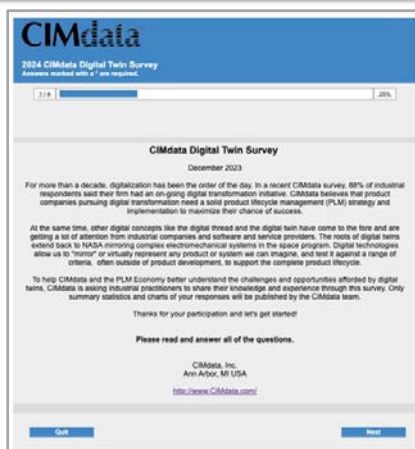 CIMdata
2024 CIMdata Digital Twin Survey
Answers marked with a * are required.
1 / 4
25%
CIMdata Digital Twin Survey
December 2023
For more than a decade, digitalization has been the order of the day. In a recent CIMdata survey, 88% of industrial
respondents said their firm had an on-going digital transformation initiative. CIMdata believes that product
companies pursuing digital transformation need a solid product lifecycle management (PLM) strategy and
implementation to maximize their chance of success.
At the same time, other digital concepts like the digital thread and the digital twin have come to the fore and are
getting a lot of attention from industrial companies and software and service providers. The roots of digital twins
extend back to NASA mirroring complex electromechanical systems in the space program. Digital technologies
allow us to "mirror" or virtually represent any product or system we can imagine, and test it against a range of
criteria, often outside of product development, to support the complete product lifecycle.
To help CIMdata and the PLM Economy better understand the challenges and opportunities afforded by digital
twins, CIMdata is asking industrial practitioners to share their knowledge and experience through this survey. Only
summary statistics and charts of your responses will be published by the CIMdata team.
Thanks for your participation and let's get started!
Please read and answer all of the questions.
CIMdata, Inc.
Ann Arbor, MI USA
http://www.CIMdata.com/
Quit
Next